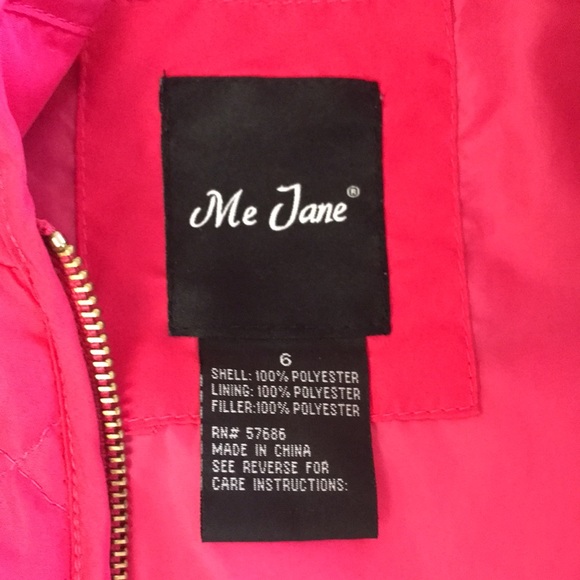 Me Jane®
6
SHELL: 100% POLYESTER
LINING: 100% POLYESTER
FILLER:100% POLYESTER
RN# 57686
MADE IN CHINA
SEE REVERSE FOR
CARE INSTRUCTIONS: